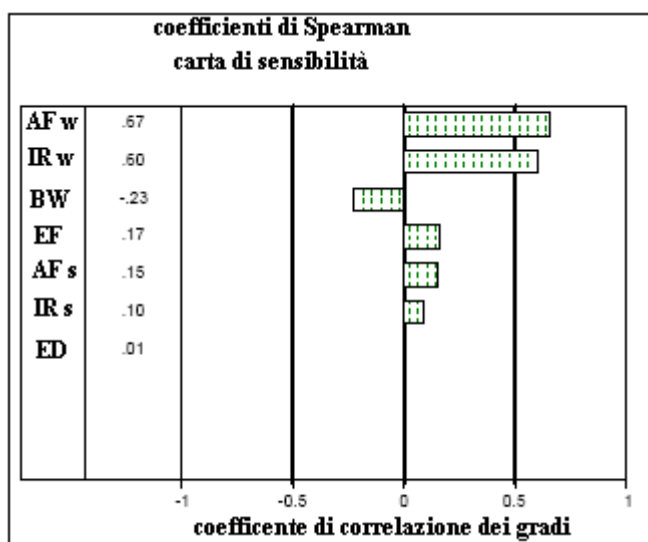 coefficienti di Spearman
carta di sensibilità
AF w .67
IR w .60
BW -.23
EF .17
AF s .15
IR s .10
ED .01
-1 -0.5 0 0.5 1
coefficente di correlazione dei gradi